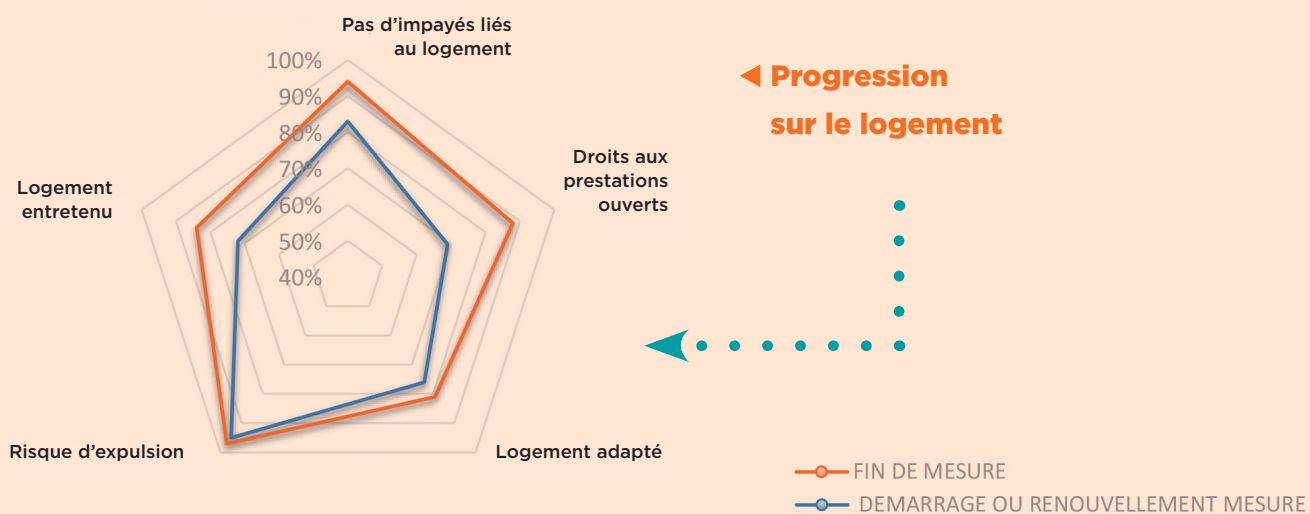 Pas d’impayés liés
au logement
100%
90%
80%
70%
60%
50%
40%
Droits aux
prestations
ouverts
Logement adapté
Risque d’expulsion
Logement
entretenu
◀ Progression
sur le logement
FIN DE MESURE
DEMARRAGE OU RENOUVELLEMENT MESURE